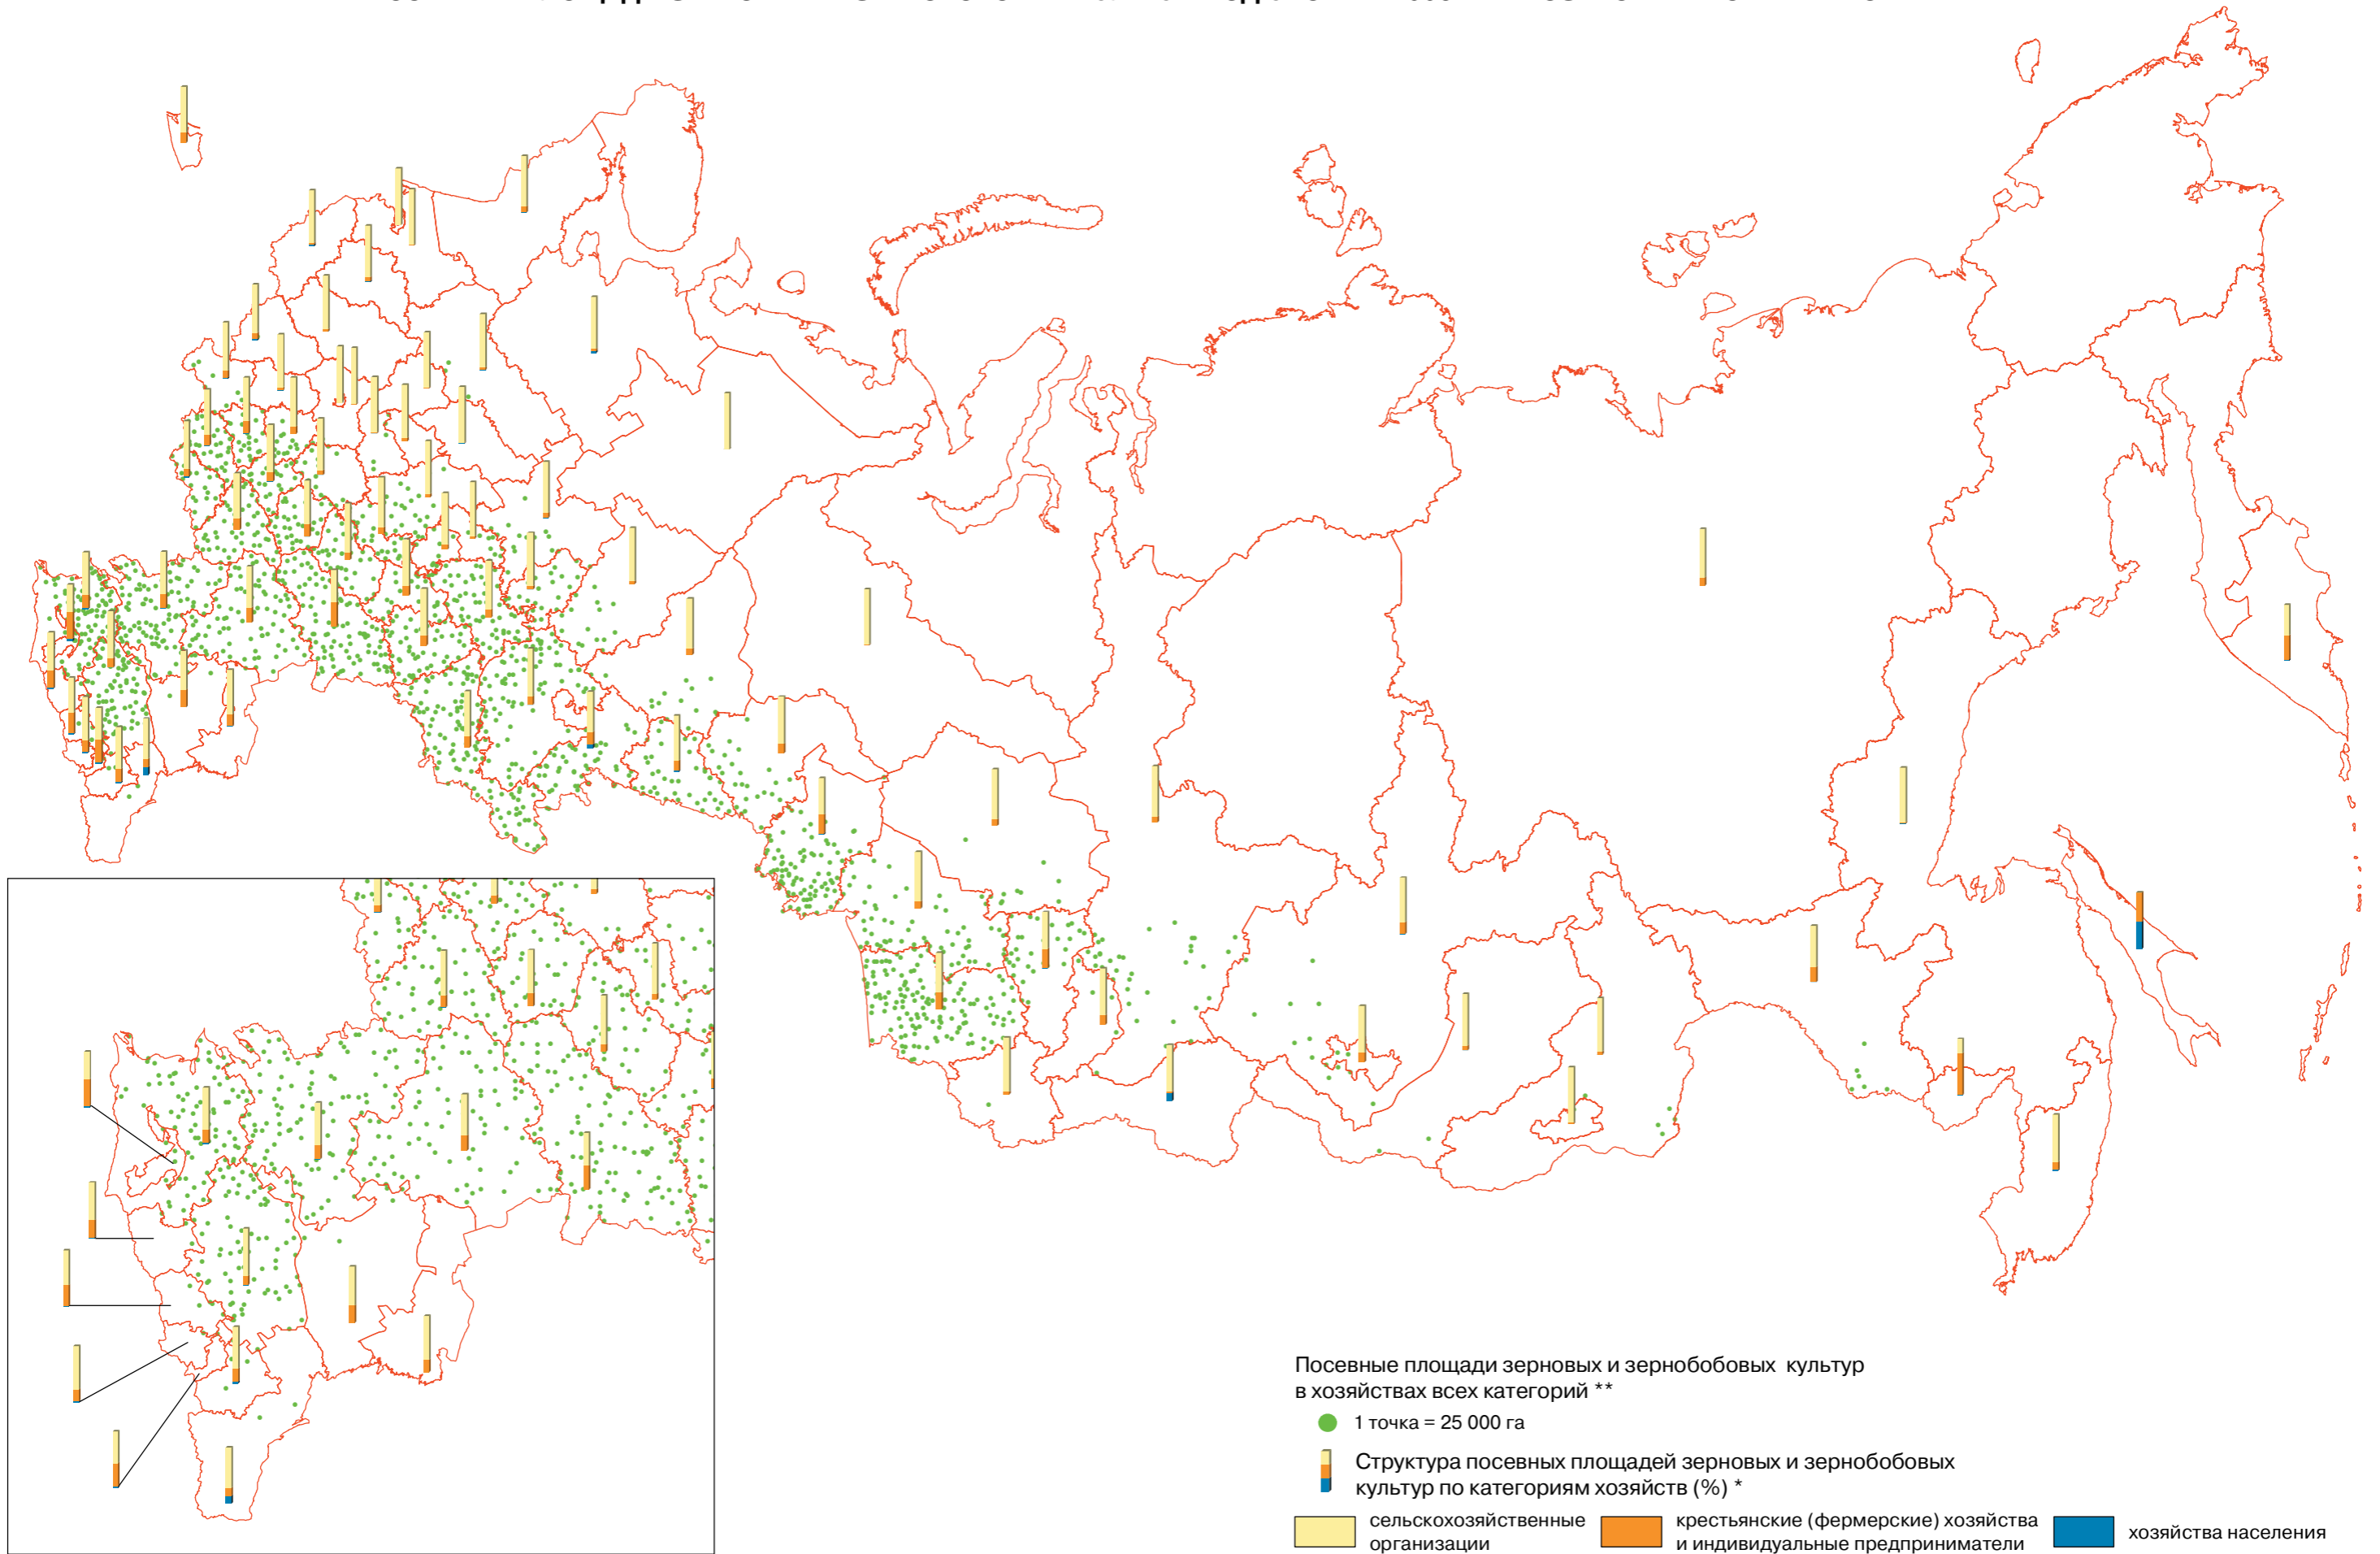 Посевные площади зерновых и зернобобовых культур
в хозяйствах всех категорий **
1 точка = 25 000 га
Структура посевных площадей зерновых и зернобобовых
культур по категориям хозяйств (%) *
сельскохозяйственные
организации
крестьянские (фермерские) хозяйства
и индивидуальные предприниматели
хозяйства населения